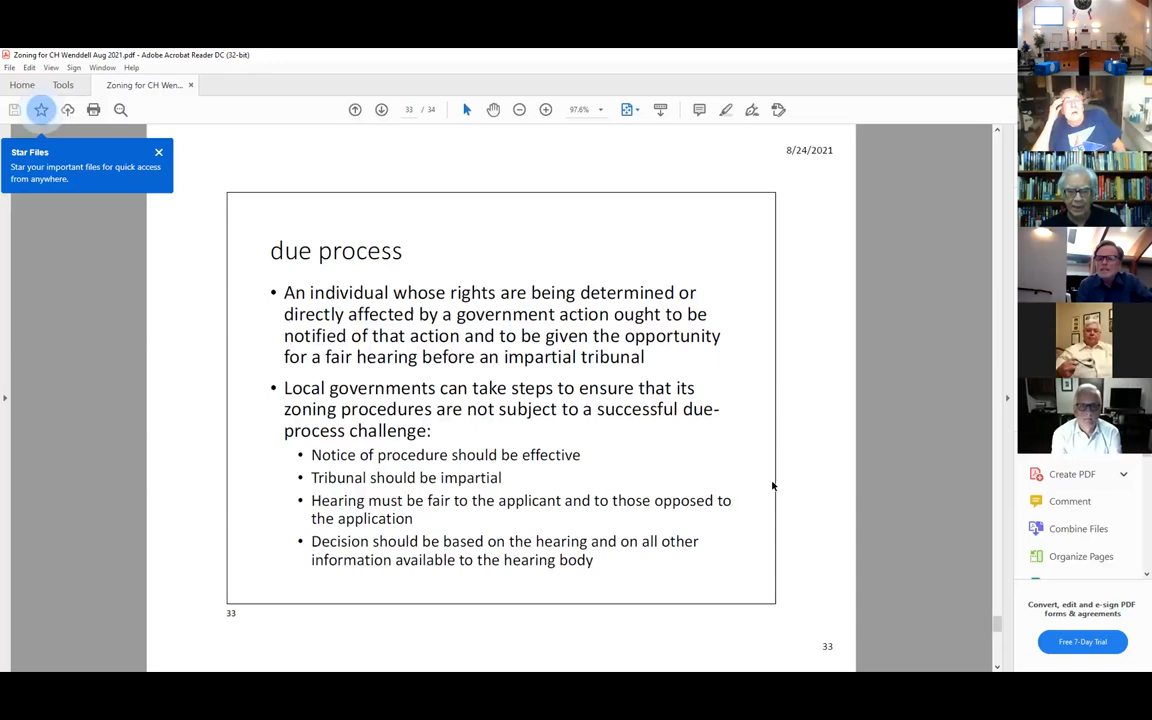 Zoning for CH Wenddell Aug 2021.pdf - Adobe Acrobat Reader DC (32-bit)
File Edit View Sign Window Help
Home Tools Zoning for CH Wen... ×
33 / 34 97.6%
Star Files
Star your important files for quick access
from anywhere.
8/24/2021
due process
• An individual whose rights are being determined or
directly affected by a government action ought to be
notified of that action and to be given the opportunity
for a fair hearing before an impartial tribunal
• Local governments can take steps to ensure that its
zoning procedures are not subject to a successful due-
process challenge:
• Notice of procedure should be effective
• Tribunal should be impartial
• Hearing must be fair to the applicant and to those opposed to
the application
• Decision should be based on the hearing and on all other
information available to the hearing body
33
33
Create PDF
Comment
Combine Files
Organize Pages
Convert, edit and e-sign PDF
forms & agreements
Free 7-Day Trial